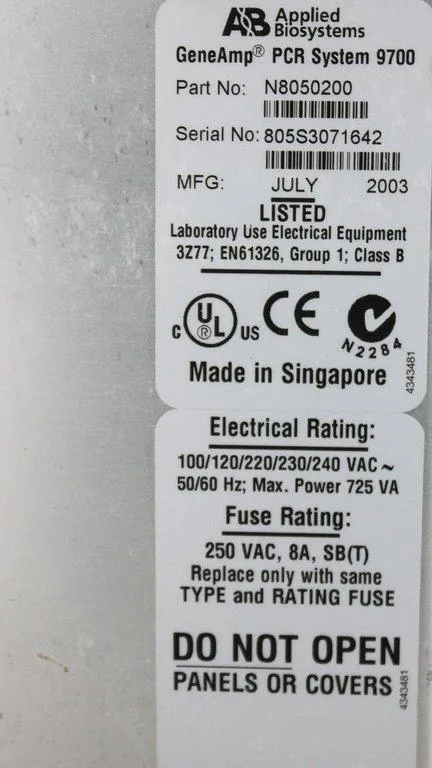 AB Applied
Biosystems
GeneAmp® PCR System 9700
Part No: N8050200
Serial No: 805S3071642
MFG: JULY 2003
LISTED
Laboratory Use Electrical Equipment
3Z77; EN61326, Group 1; Class B
C UL ® US CE N2284
Made in Singapore
4343481
Electrical Rating:
100/120/220/230/240 VAC ~
50/60 Hz; Max. Power 725 VA
Fuse Rating:
250 VAC, 8A, SB(T)
Replace only with same
TYPE and RATING FUSE
DO NOT OPEN
PANELS OR COVERS
4343481